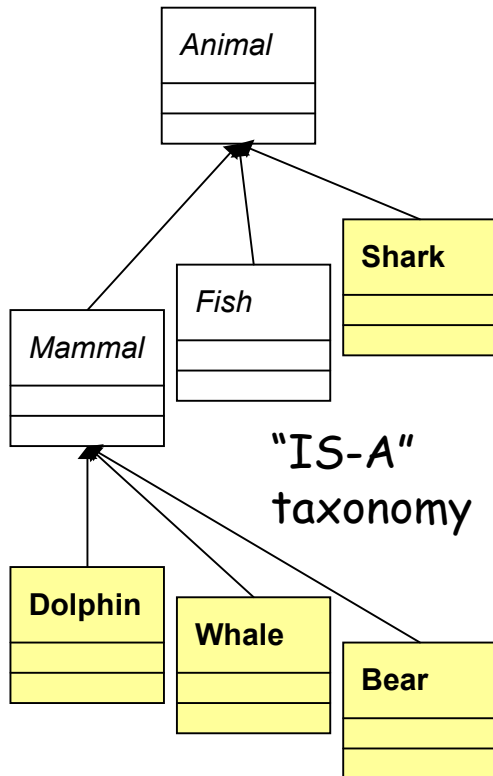 Animal
Shark
Fish
Mammal
“IS-A”
taxonomy
Dolphin
Whale
Bear